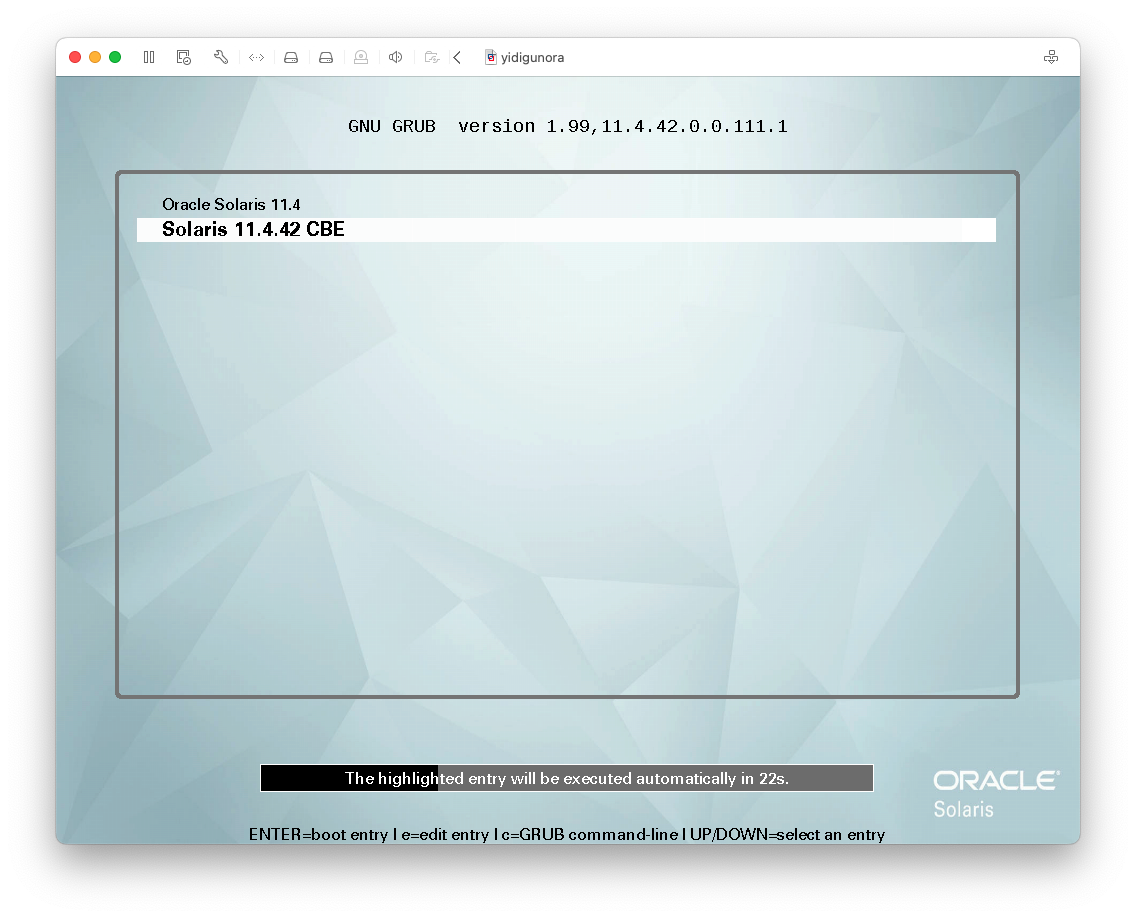 yidigunora
GNU GRUB version 1.99,11.4.42.0.0.111.1
Oracle Solaris 11.4
Solaris 11.4.42 CBE
The highlighted entry will be executed automatically in 22s.
ORACLE®
Solaris
ENTER=boot entry | e=edit entry | c=GRUB command-line | UP/DOWN=select an entry